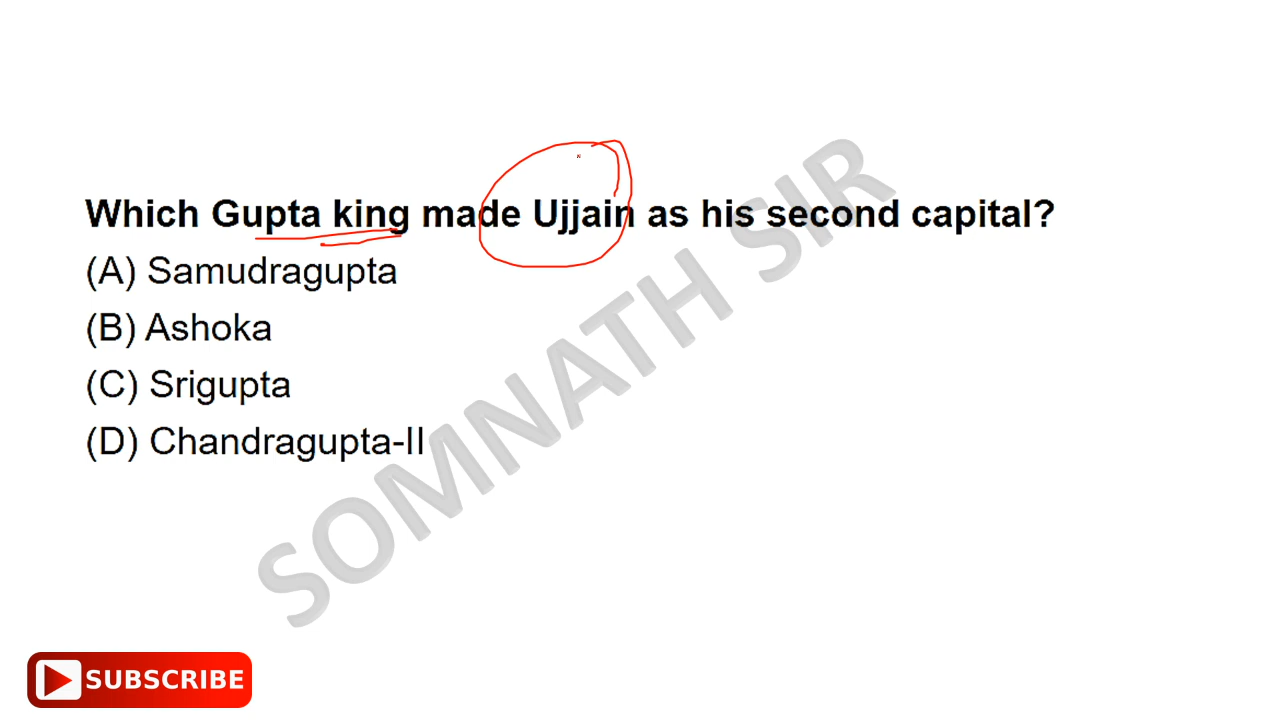 Which Gupta king made Ujjain as his second capital?
(A) Samudragupta
(B) Ashoka
(C) Srigupta
(D) Chandragupta-II
SOMNATH SIR
SUBSCRIBE